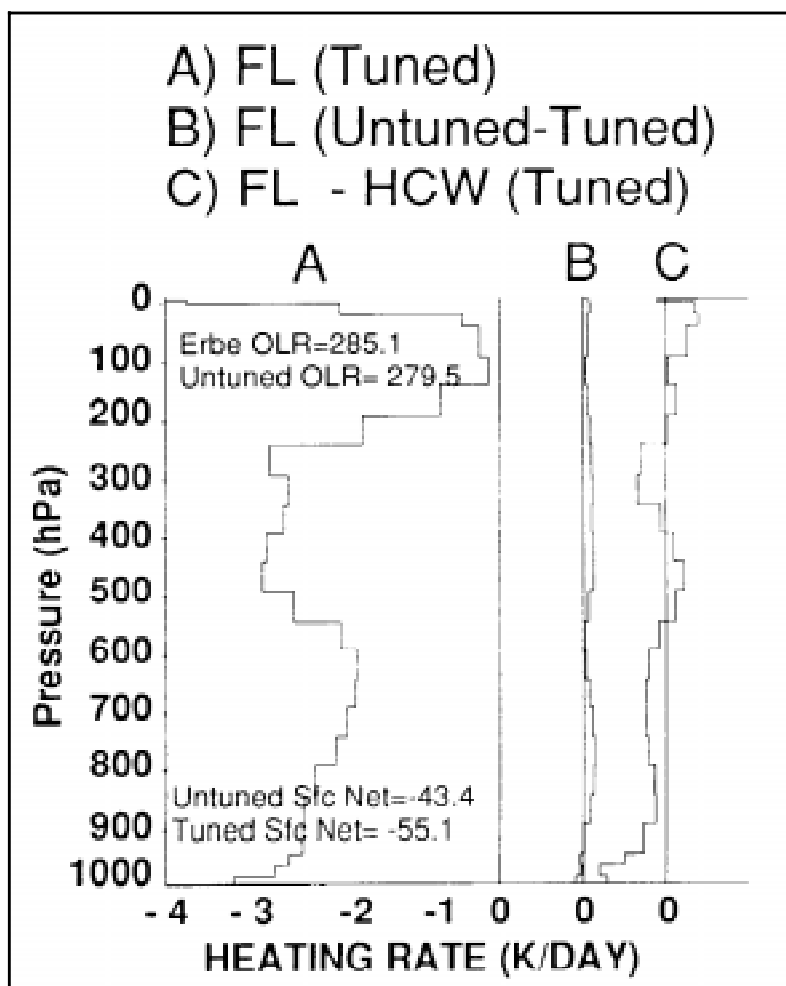 A) FL (Tuned)
B) FL (Untuned-Tuned)
C) FL - HCW (Tuned)
A B C
0
Erbe OLR=285.1
100
Untuned OLR= 279.5
200
300
400
500
600
700
800
Untuned Sfc Net=-43.4
900
Tuned Sfc Net= -55.1
1000
Pressure (hPa)
-4 -3 -2 -1 0 0 0
HEATING RATE (K/DAY)